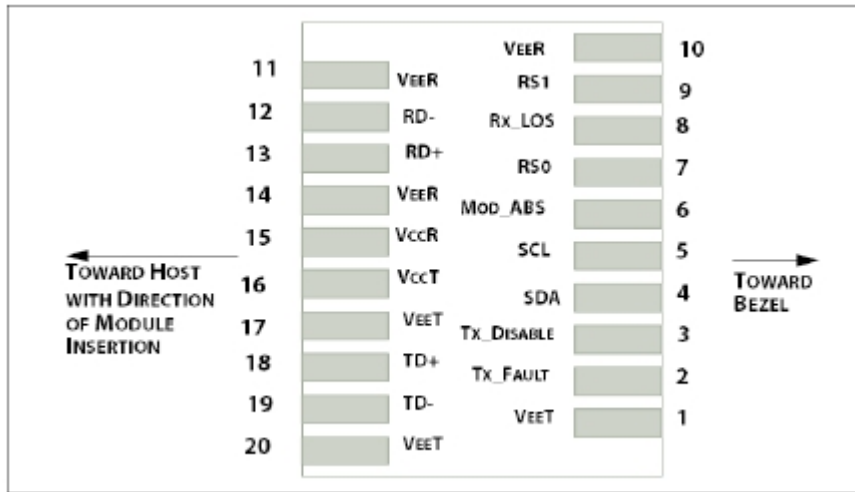 11 VEER
12 RD-
13 RD+
14 VEER
15 VCCR
16 VCCT
17 VEET
18 TD+
19 TD-
20 VEET
VEER 10
RS1 9
RX_LOS 8
RS0 7
MOD_ABS 6
SCL 5
SDA 4
TX_DISABLE 3
TX_FAULT 2
VEET 1
TOWARD HOST
WITH DIRECTION
OF MODULE
INSERTION
TOWARD
BEZEL